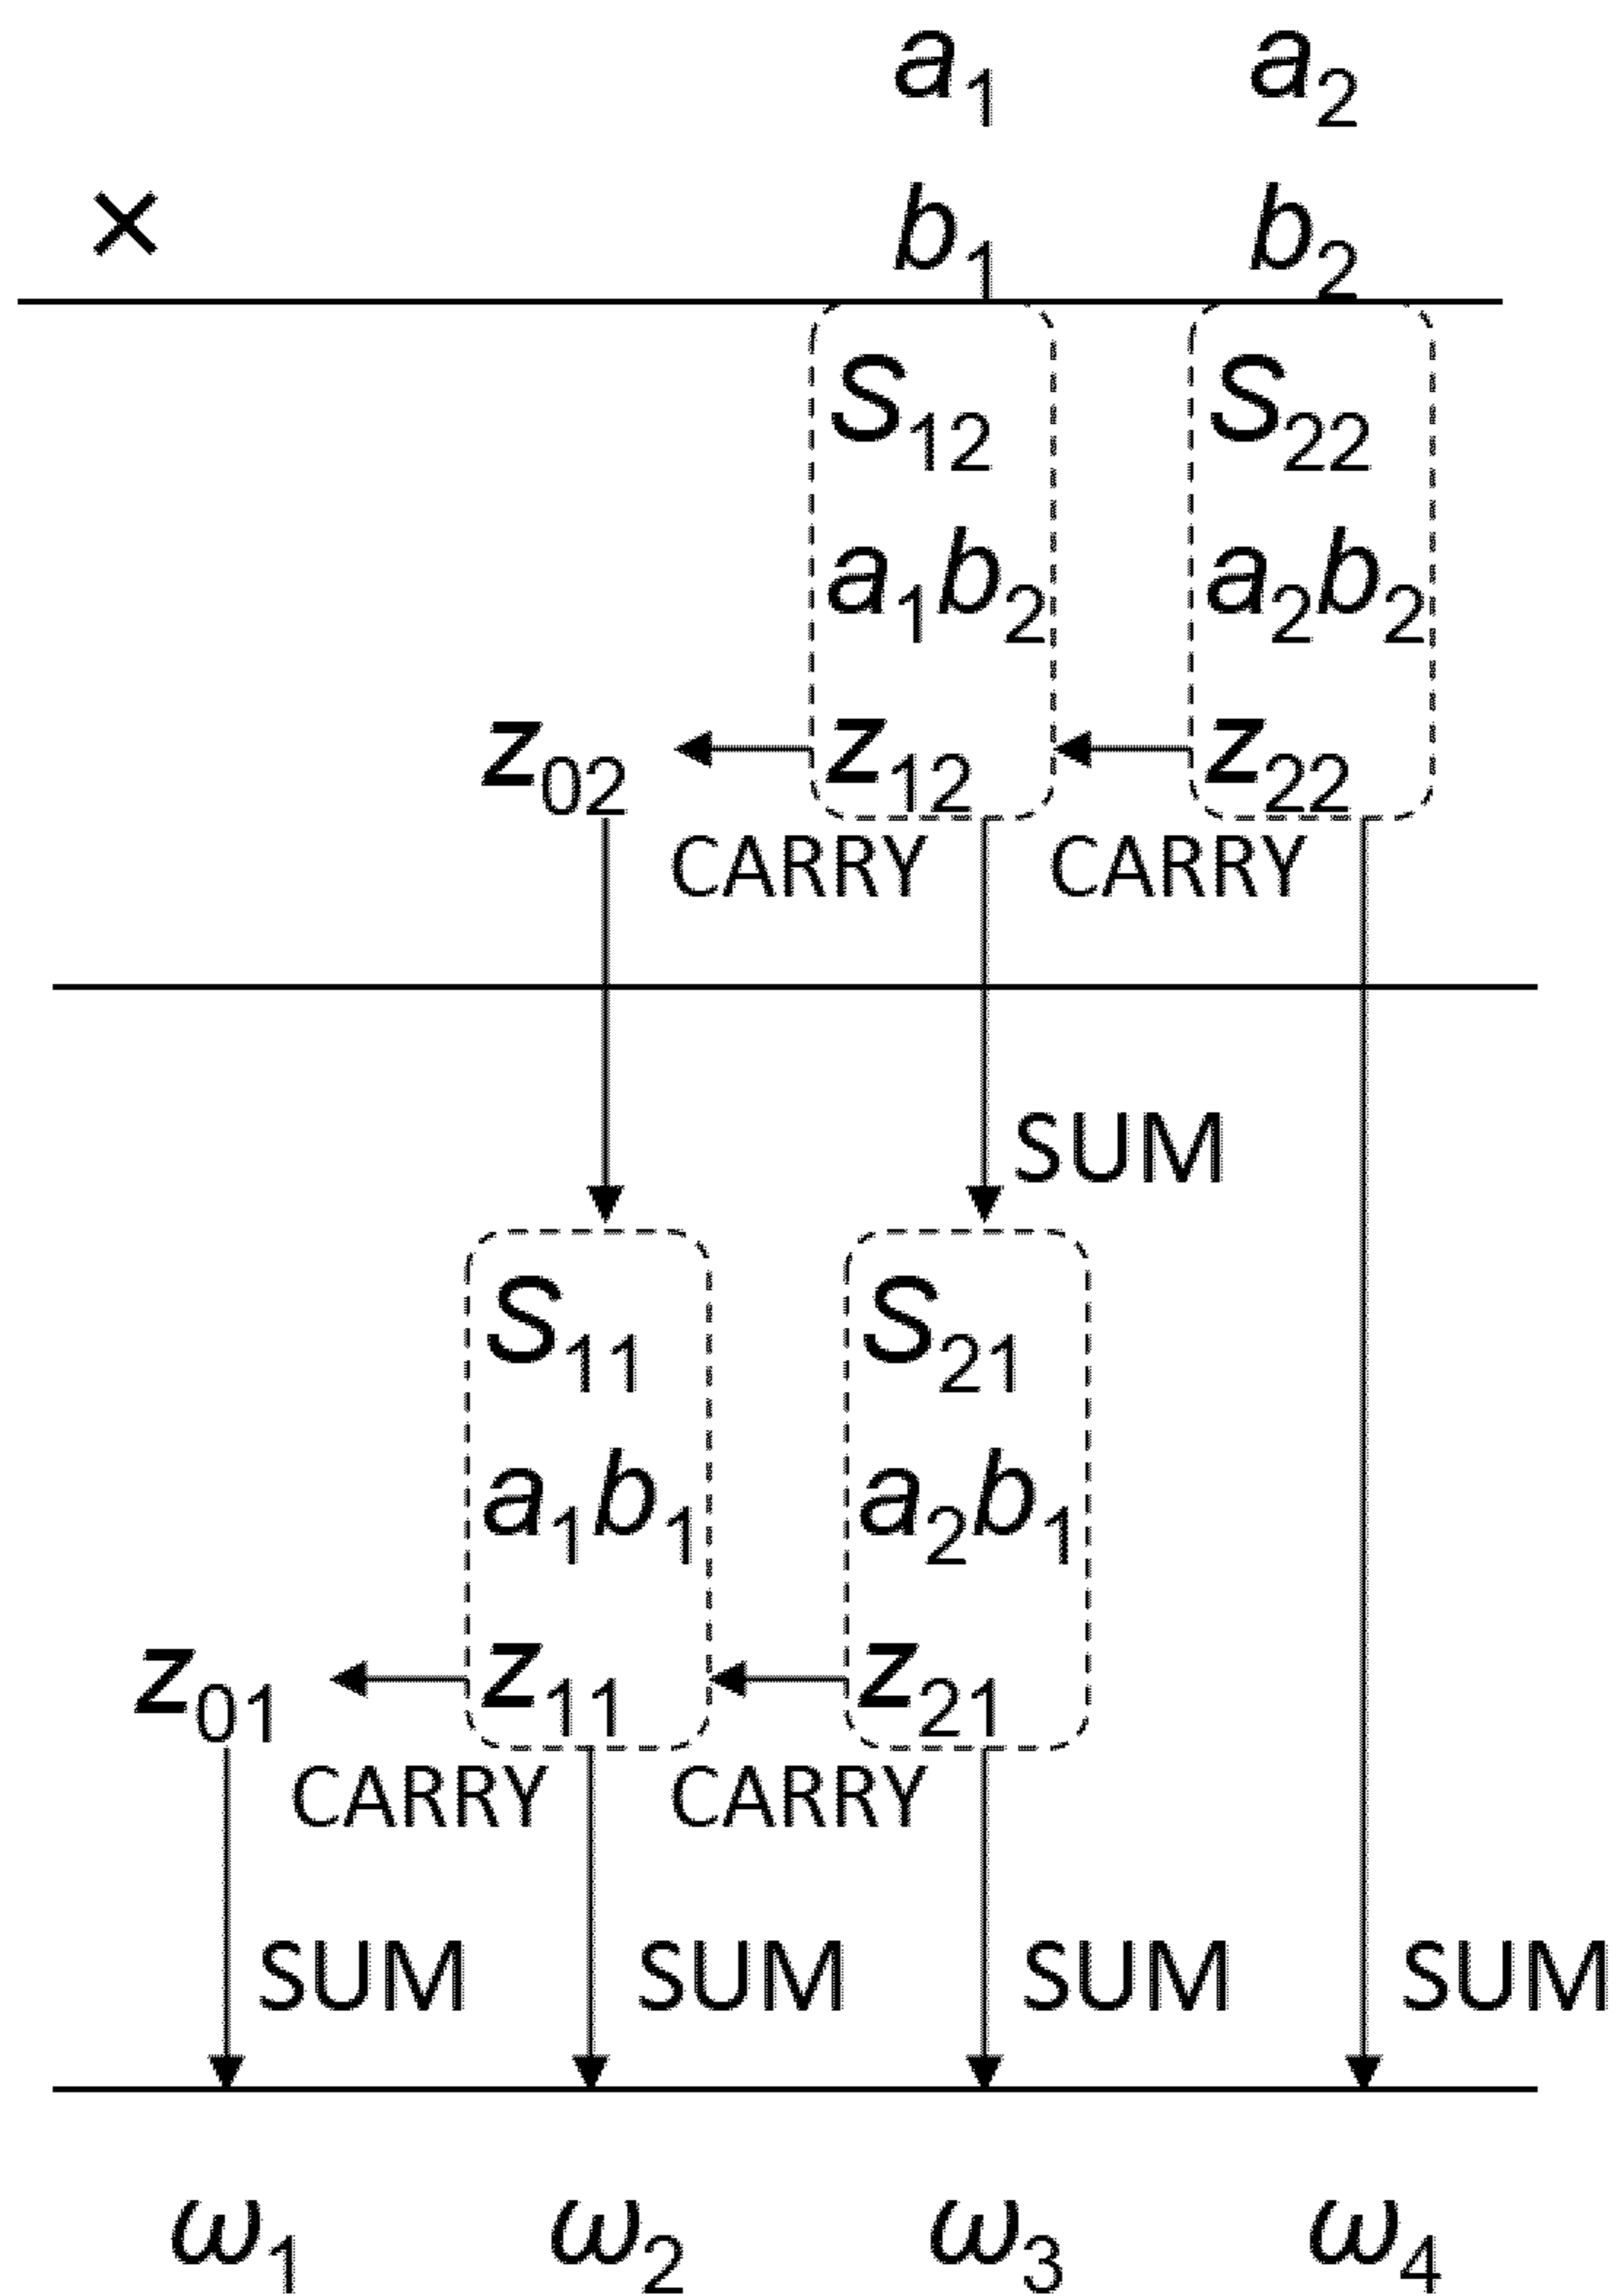 a₁ a₂
× b₁ b₂
S₁₂ S₂₂
a₁b₂ a₂b₂
z₀₂ z₁₂ z₂₂
CARRY CARRY
SUM
S₁₁ S₂₁
a₁b₁ a₂b₁
z₀₁ z₁₁ z₂₁
CARRY CARRY
SUM SUM SUM SUM
ω₁ ω₂ ω₃ ω₄